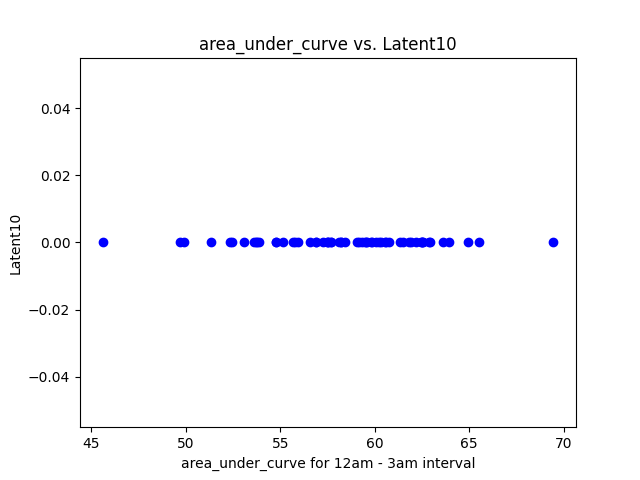 area_under_curve vs. Latent10
0.04
0.02
0.00
−0.02
−0.04
Latent10
45 50 55 60 65 70
area_under_curve for 12am - 3am interval